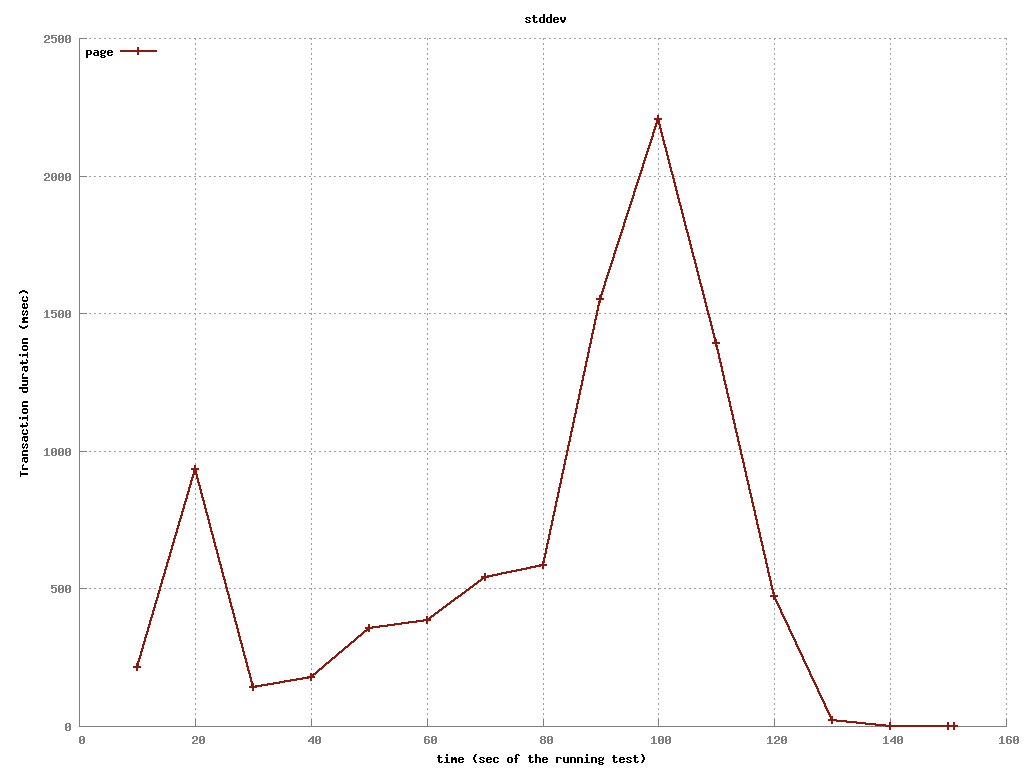 stddev
page
2500
2000
1500
1000
500
0
Transaction duration (msec)
0 20 40 60 80 100 120 140 160
time (sec of the running test)